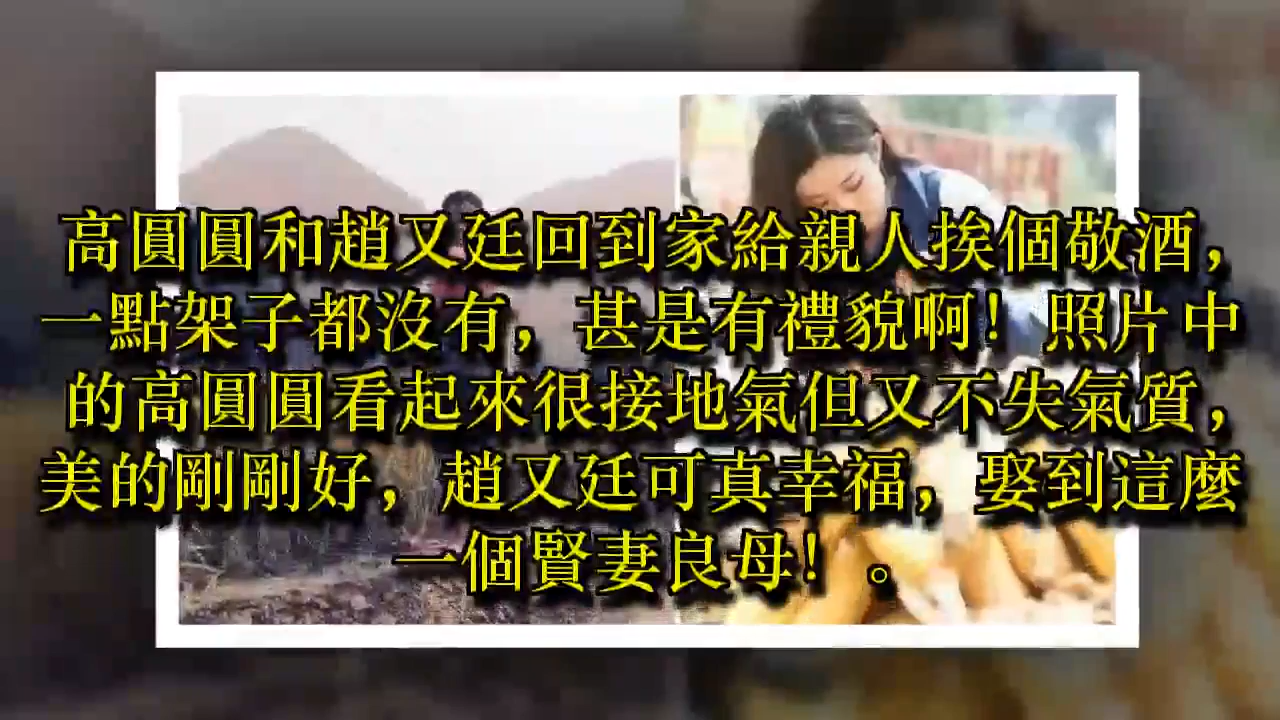 高圓圓和趙又廷回到家給親人挨個敬酒，
一點架子都沒有，甚是有禮貌啊！照片中
的高圓圓看起來很接地氣但又不失氣質，
美的剛剛好，趙又廷可真幸福，娶到這麼
一個賢妻良母！。